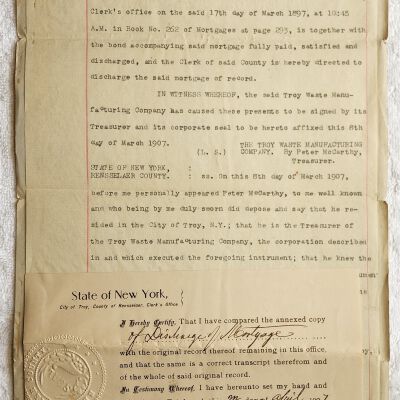 Clerk's office on the said 17th day of March 1897, at 10:45
A.M. in Book No. 262 of Mortgages at page 293, is together with
the bond accompanying said mortgage fully paid, satisfied and
discharged, and the Clerk of said County is hereby directed to
discharge the said mortgage of record.
IN WITNESS WHEREOF, the said Troy Waste Manu-
facturing Company has caused these presents to be signed by its
Treasurer and its corporate seal to be hereto affixed this 8th
day of March 1907. THE TROY WASTE MANUFACTURING
(L. S.) COMPANY. By Peter McCarthy,
Treasurer.
STATE OF NEW YORK, :
RENSSELAER COUNTY. : ss. On this 8th day of March 1907,
before me personally appeared Peter McCarthy, to me well known
and who being by me duly sworn did depose and say that he re-
sided in the City of Troy, N.Y.; that he is the Treasurer of
the Troy Waste Manufacturing Company, the corporation described
in and which executed the foregoing instrument; that he knew the
State of New York,
City of Troy, County of Rensselaer, Clerk's Office
I Hereby Certify, That I have compared the annexed copy
of Discharge of Mortgage
with the original record thereof remaining in this office,
and that the same is a correct transcript therefrom and
of the whole of said original record.
In Testimony Whereof, I have hereunto set my hand and
April 1907